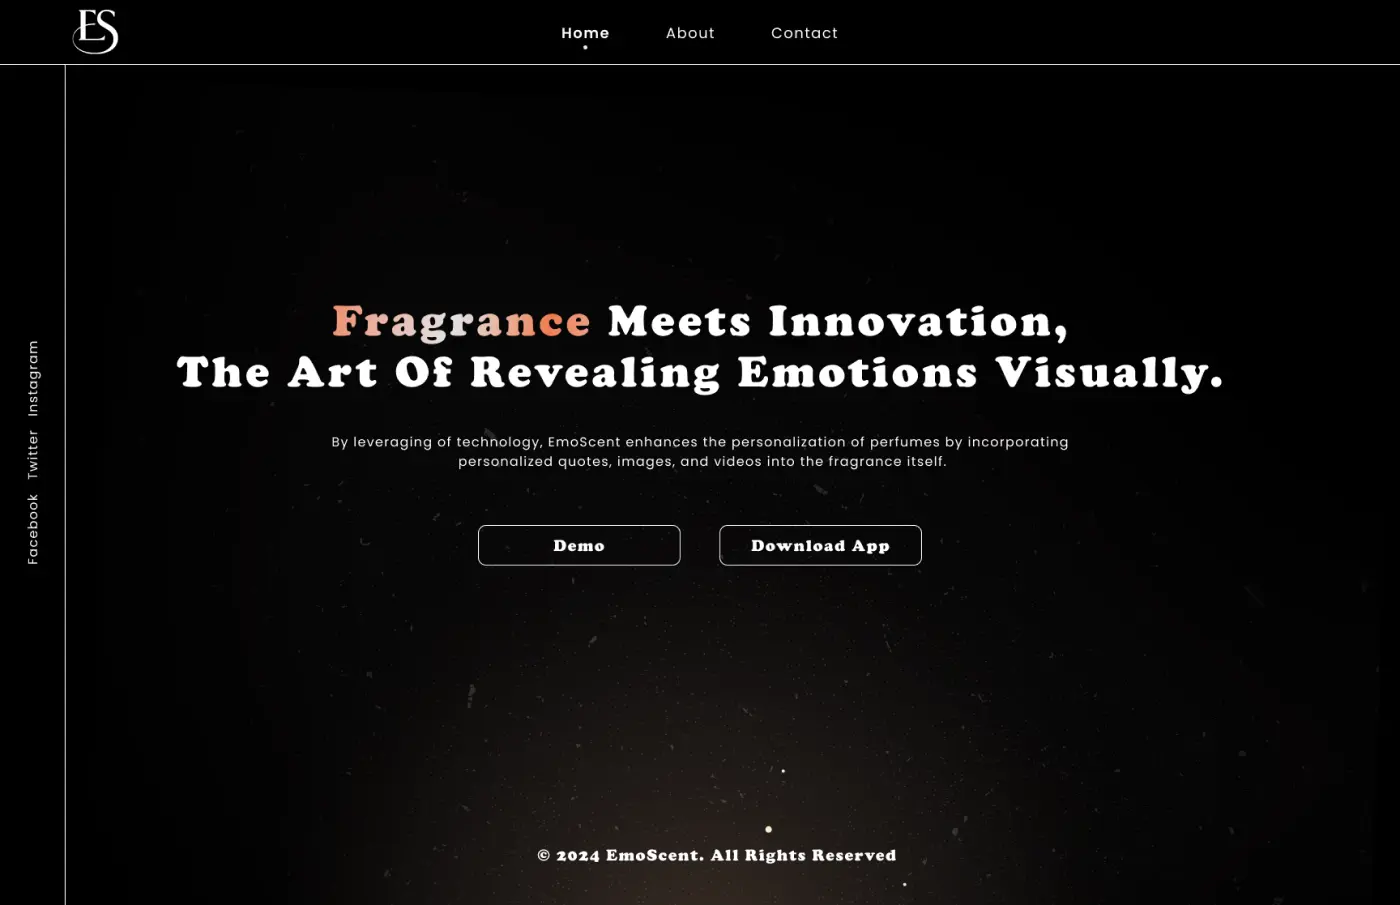 ES
Home
About
Contact
Instagram
Twitter
Facebook
Fragrance Meets Innovation,
The Art Of Revealing Emotions Visually.
By leveraging of technology, EmoScent enhances the personalization of perfumes by incorporating
personalized quotes, images, and videos into the fragrance itself.
Demo
Download App
© 2024 EmoScent. All Rights Reserved